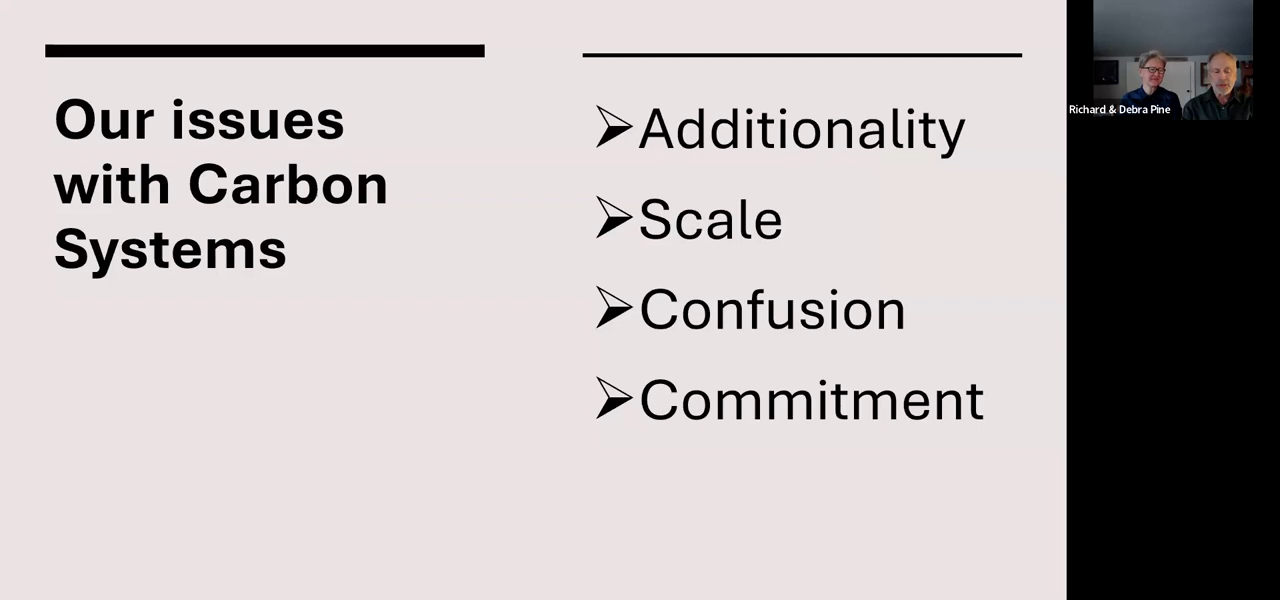 Our issues
with Carbon
Systems
➢Additionality
➢Scale
➢Confusion
➢Commitment
Richard & Debra Pine